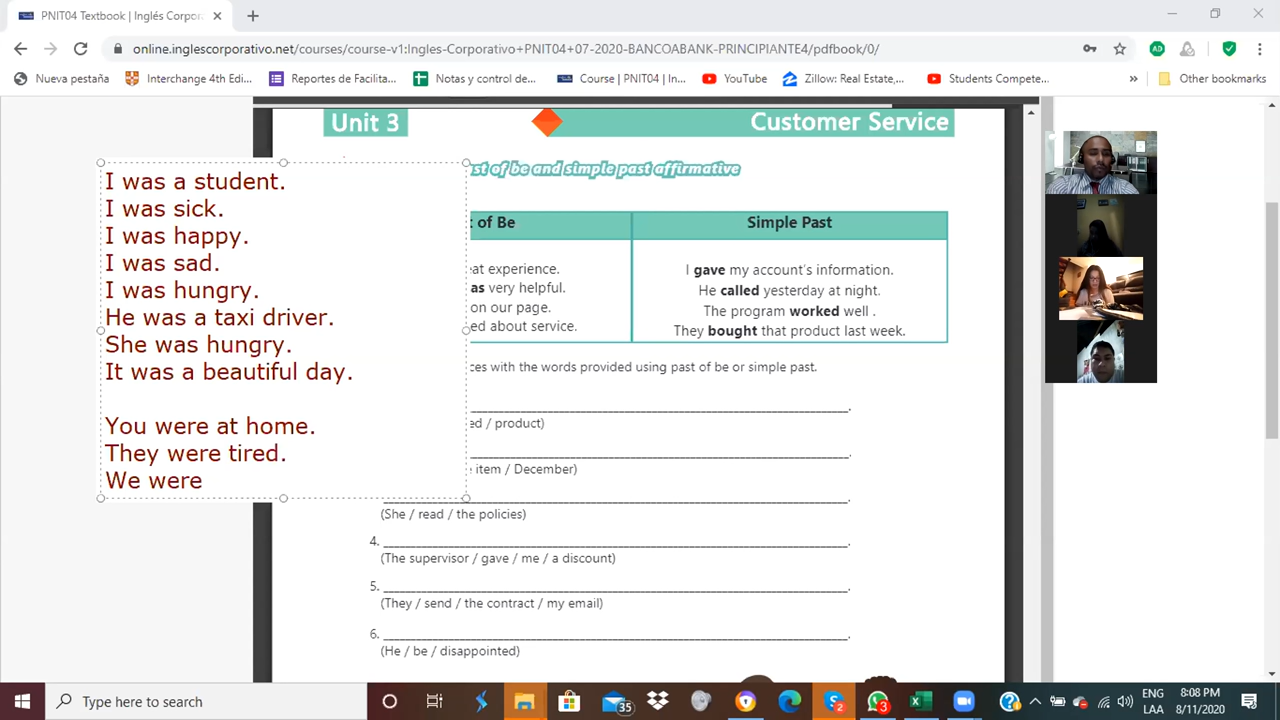 PNIT04 Textbook | Inglés Corpora
online.inglescorporativo.net/courses/course-v1:Ingles-Corporativo+PNIT04+07-2020-BANCOABANK-PRINCIPIANTE4/pdfbook/0/
Nueva pestaña
Interchange 4th Edi...
Reportes de Facilita...
Notas y control de...
Course | PNIT04 | In...
YouTube
Zillow: Real Estate,...
Students Compete...
»
Other bookmarks
Unit 3
Customer Service
st of be and simple past affirmative
I was a student.
I was sick.
I was happy.
I was sad.
I was hungry.
He was a taxi driver.
She was hungry.
It was a beautiful day.
You were at home.
They were tired.
We were
t of Be
Simple Past
eat experience.
as very helpful.
on our page.
ed about service.
I gave my account's information.
He called yesterday at night.
The program worked well .
They bought that product last week.
ces with the words provided using past of be or simple past.
ed / product)
e item / December)
(She / read / the policies)
4.
(The supervisor / gave / me / a discount)
5.
(They / send / the contract / my email)
6.
(He / be / disappointed)
Type here to search
35
2
3
ENG
LAA
8:08 PM
8/11/2020